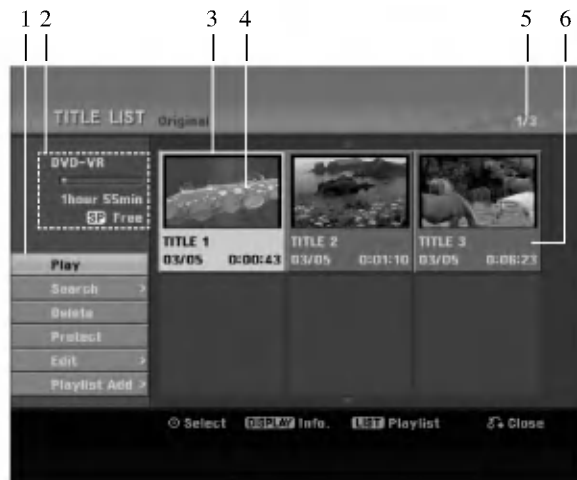 1 2 3 4 5 6
TITLE LIST Original 1/3
DVD-VR
1hour 55min
SP Free
TITLE 1 TITLE 2 TITLE 3
03/05 0:00:43 03/05 0:01:10 03/05 0:06:23
Play
Search >
Delete
Protect
Edit >
Playlist Add >
Select DISPLAY Info. LIST Playlist Close